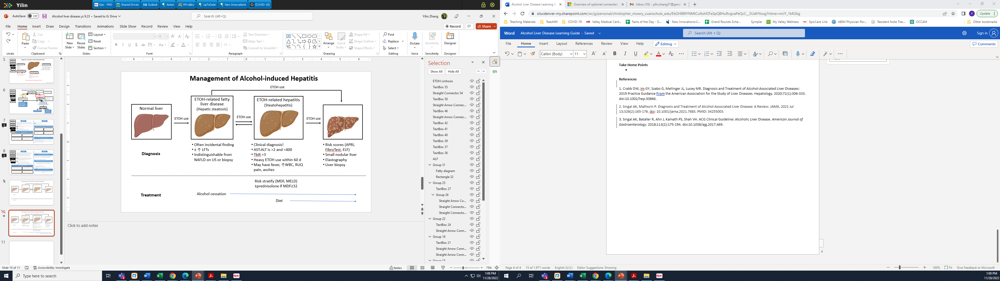 Yilin
Epic - PRD
Shared Drives
Outlook
Amion
MYvalley
UpToDate
New Innovations
(COVID-19)
AutoSave
Off
Alcohol liver disease yz 9.23 • Saved to G: Drive
Search (Alt+Q)
Yilin Zhang
File Home Insert Draw Design Transitions Animations Slide Show Record Review View Help
Record
Share
Undo
Paste
Cut
Copy
Format Painter
Clipboard
New Slide
Reuse Slides
Layout
Reset
Section
Slides
18
Font
Text Direction
Align Text
Convert to SmartArt
Paragraph
Arrange
Quick Styles
Shape Fill
Shape Outline
Shape Effects
Drawing
Find
Replace
Select
Editing
Dictate
Voice
Sensitivity
Sensitivity
Designer
Designer
5
6
7
2
8
2
9
10
11
Management of Alcohol-induced Hepatitis
ETOH use
Normal liver
ETOH use
ETOH-related fatty
liver disease
(Hepatic steatosis)
ETOH use
ETOH-related hepatitis
(Steatohepatitis)
ETOH use
Diagnosis
• Often incidental finding
• ± ↑ LFTs
• Indistinguishable from
NAFLD on US or biopsy
• Clinical diagnosis!
• AST:ALT is >2 and <400
• Tbili >3
• Heavy ETOH use within 60 d
• May have fever, ↑WBC, RUQ
pain, ascites
• Risk scores (APRI,
FibroTest, ELF)
• Small nodular liver
• Elastography
• Liver biopsy
Risk stratify (MDF, MELD)
±prednisolone if MDF≥32
Treatment
Alcohol cessation
Diet
Click to add notes
Selection
Show All
Hide All
ETOH cirrhosis
TextBox 55
Straight Connector 54
TextBox 50
Straight Arrow Connec...
TextBox 46
Straight Arrow Connec...
TextBox 42
TextBox 41
TextBox 40
TextBox 39
TextBox 37
TextBox 36
ALF
Group 31
Fatty diagram
Rectangle 32
Group 25
TextBox 27
Group 26
Straight Arrow Co...
Straight Connecto...
Straight Connecto...
Group 22
TextBox 24
Straight Arrow Conn...
Group 18
TextBox 21
Straight Arrow Conn...
Straight Arrow Conn...
Group 15
Slide 10 of 11
Accessibility: Investigate
Notes
75%
Type here to search
1:08 PM
11/28/2022
Alcohol Liver Disease Learning G
Overview of optional connected
Inbox (10) - yilin.zhang37@gma
olucdenver-my.sharepoint.com/:w:/g/personal/christopher_mowry_cuanschutz_edu/EbGHBBfYNMtCu9uhf2Fa3pQBHuRvgvaPeQcC__3UdHYoug?rtime=miJY_1bR2kg
Update
Teaching Materials
TeachIM
COVID-19
Valley Medical Cent...
Facts of the Day - G...
New Innovations::C...
Grand Rounds Sche...
Symplar
My Valley Wellness
EpicCare Link
ABIM Physician Por...
Resident Note Trac...
OCCAM
Other bookmarks
Word
Alcohol Liver Disease Learning Guide - Saved
Search (Alt + Q)
Sign in
File Home Insert Layout References Review View Help
Editing
Comments
Calibri (Body)
11
Take Home Points
•
References
1. Crabb DW, Im GY, Szabo G, Mellinger JL, Lucey MR. Diagnosis and Treatment of Alcohol-Associated Liver Diseases:
2019 Practice Guidance From the American Association for the Study of Liver Diseases. Hepatology. 2020;71(1):306-333.
doi:10.1002/hep.30866.
2. Singal AK, Mathurin P. Diagnosis and Treatment of Alcohol-Associated Liver Disease: A Review. JAMA. 2021 Jul
13;326(2):165-176. doi: 10.1001/jama.2021.7683. PMID: 34255003.
3. Singal AK, Bataller R, Ahn J, Kamath PS, Shah VH. ACG Clinical Guideline: Alcoholic Liver Disease. American Journal of
Gastroenterology. 2018;113(2):175-194. doi:10.1038/ajg.2017.469.
4
Page 4 of 4
15 of 1,971 words
English (U.S.)
Editor Suggestions: Showing
100%
Fit
Give Feedback to Microsoft
1:08 PM
11/28/2022